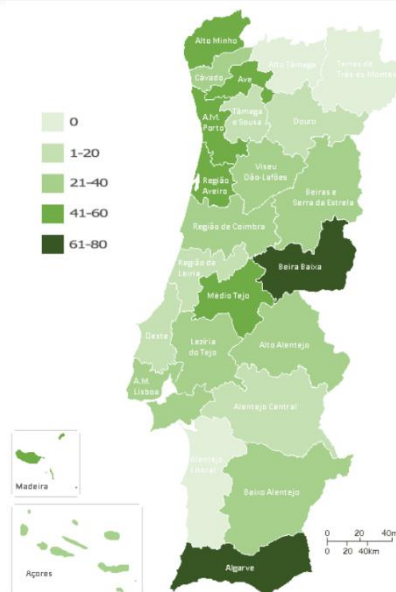 Alto Minho
Cávado
Ave
Alto Tâmega
Terras de
Trás os Montes
A.M.
Porto
Tâmega
e Sousa
Douro
Região
Aveiro
Viseu
Dão-Lafões
Beiras e
Serra da Estrela
Região de Coimbra
Região de
Leiria
Médio Tejo
Beira Baixa
Oeste
Lezíria
do Tejo
Alto Alentejo
A.M.
Lisboa
Alentejo Central
Alentejo
Litoral
Baixo Alentejo
Algarve
0
1-20
21-40
41-60
61-80
Madeira
Açores
0 20 40m
0 20 40km